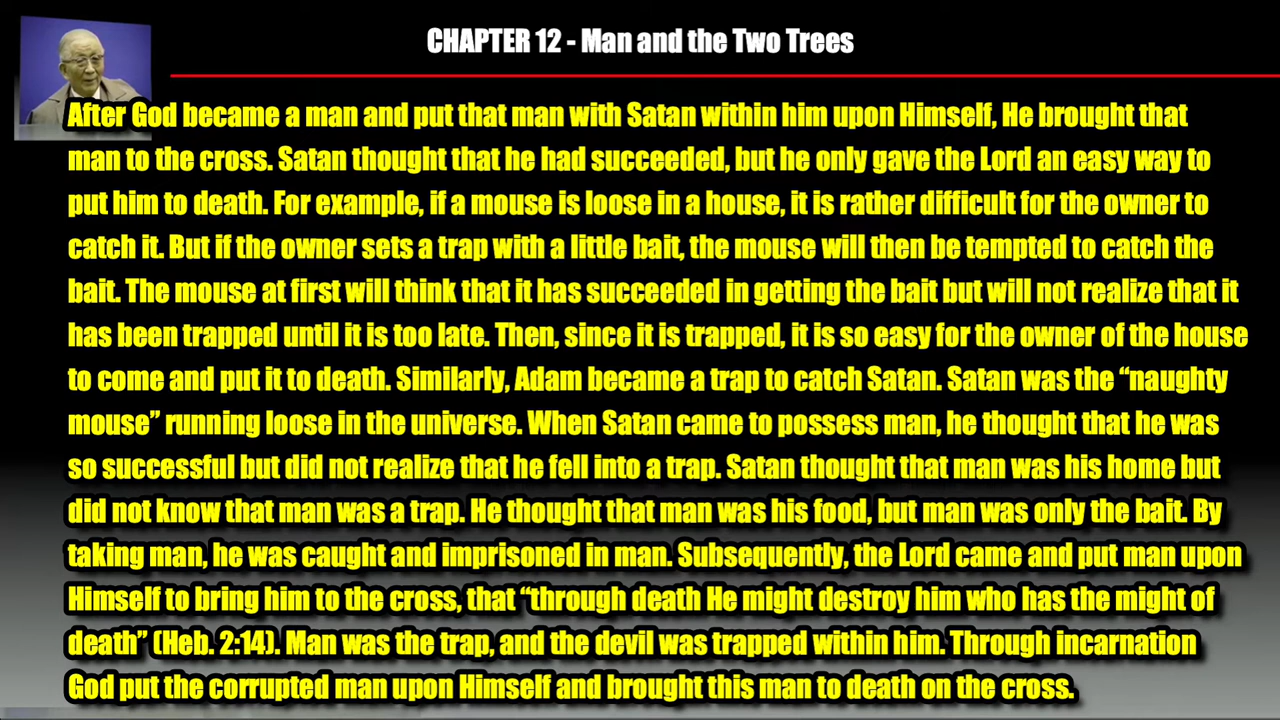 CHAPTER 12 - Man and the Two Trees
After God became a man and put that man with Satan within him upon Himself, He brought that
man to the cross. Satan thought that he had succeeded, but he only gave the Lord an easy way to
put him to death. For example, if a mouse is loose in a house, it is rather difficult for the owner to
catch it. But if the owner sets a trap with a little bait, the mouse will then be tempted to catch the
bait. The mouse at first will think that it has succeeded in getting the bait but will not realize that it
has been trapped until it is too late. Then, since it is trapped, it is so easy for the owner of the house
to come and put it to death. Similarly, Adam became a trap to catch Satan. Satan was the “naughty
mouse” running loose in the universe. When Satan came to possess man, he thought that he was
so successful but did not realize that he fell into a trap. Satan thought that man was his home but
did not know that man was a trap. He thought that man was his food, but man was only the bait. By
taking man, he was caught and imprisoned in man. Subsequently, the Lord came and put man upon
Himself to bring him to the cross, that “through death He might destroy him who has the might of
death” (Heb. 2:14). Man was the trap, and the devil was trapped within him. Through incarnation
God put the corrupted man upon Himself and brought this man to death on the cross.